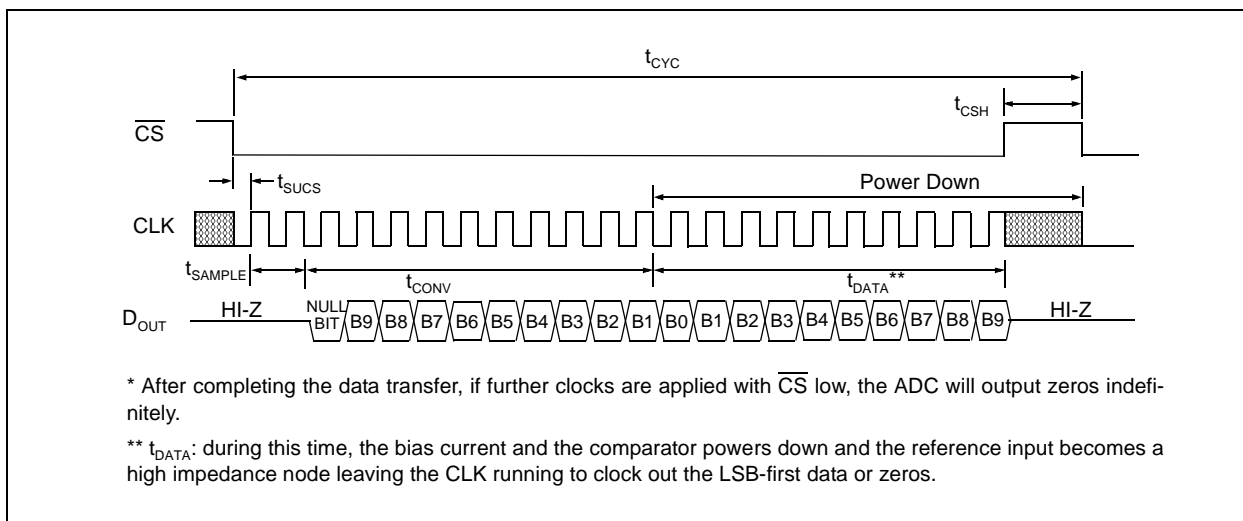 tCYC
tCSH
CS
tSUCS
Power Down
CLK
tSAMPLE
tCONV
tDATA**
HI-Z
NULL BIT B9 B8 B7 B6 B5 B4 B3 B2 B1 B0 B1 B2 B3 B4 B5 B6 B7 B8 B9
HI-Z
DOUT
* After completing the data transfer, if further clocks are applied with CS low, the ADC will output zeros indefi-
nitely.
** tDATA: during this time, the bias current and the comparator powers down and the reference input becomes a
high impedance node leaving the CLK running to clock out the LSB-first data or zeros.